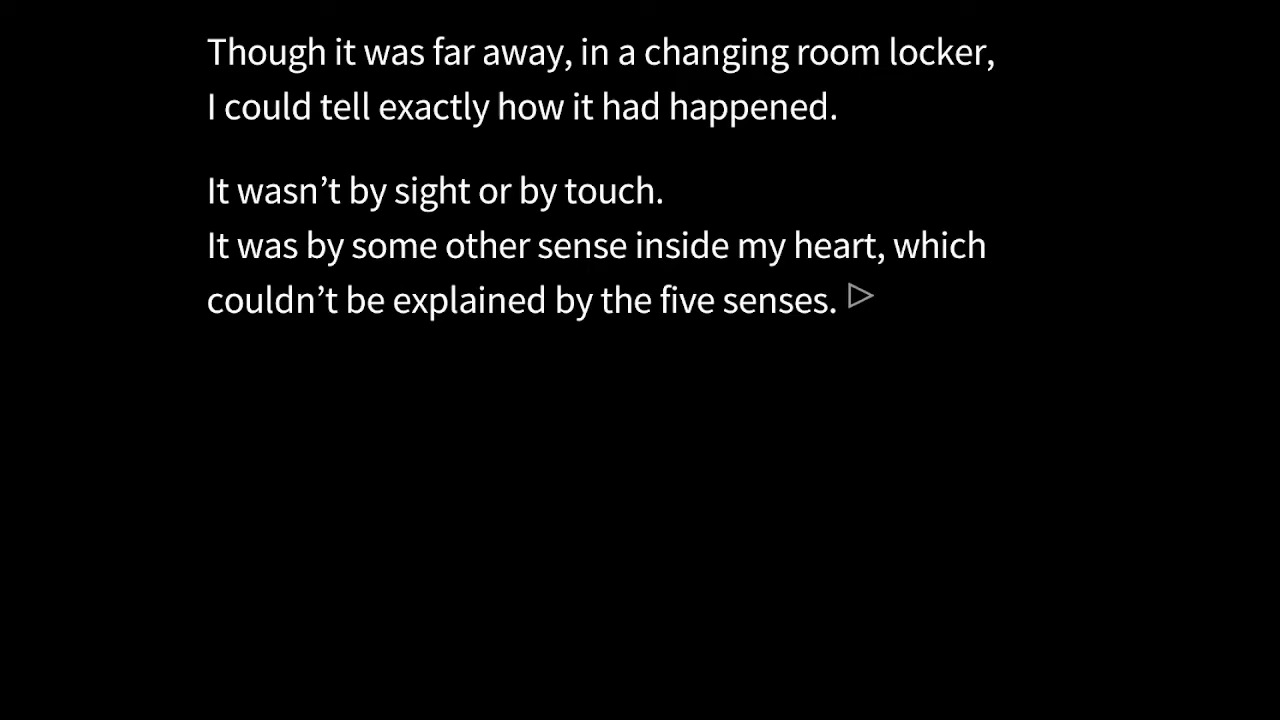 Though it was far away, in a changing room locker,
I could tell exactly how it had happened.
It wasn’t by sight or by touch.
It was by some other sense inside my heart, which
couldn’t be explained by the five senses.